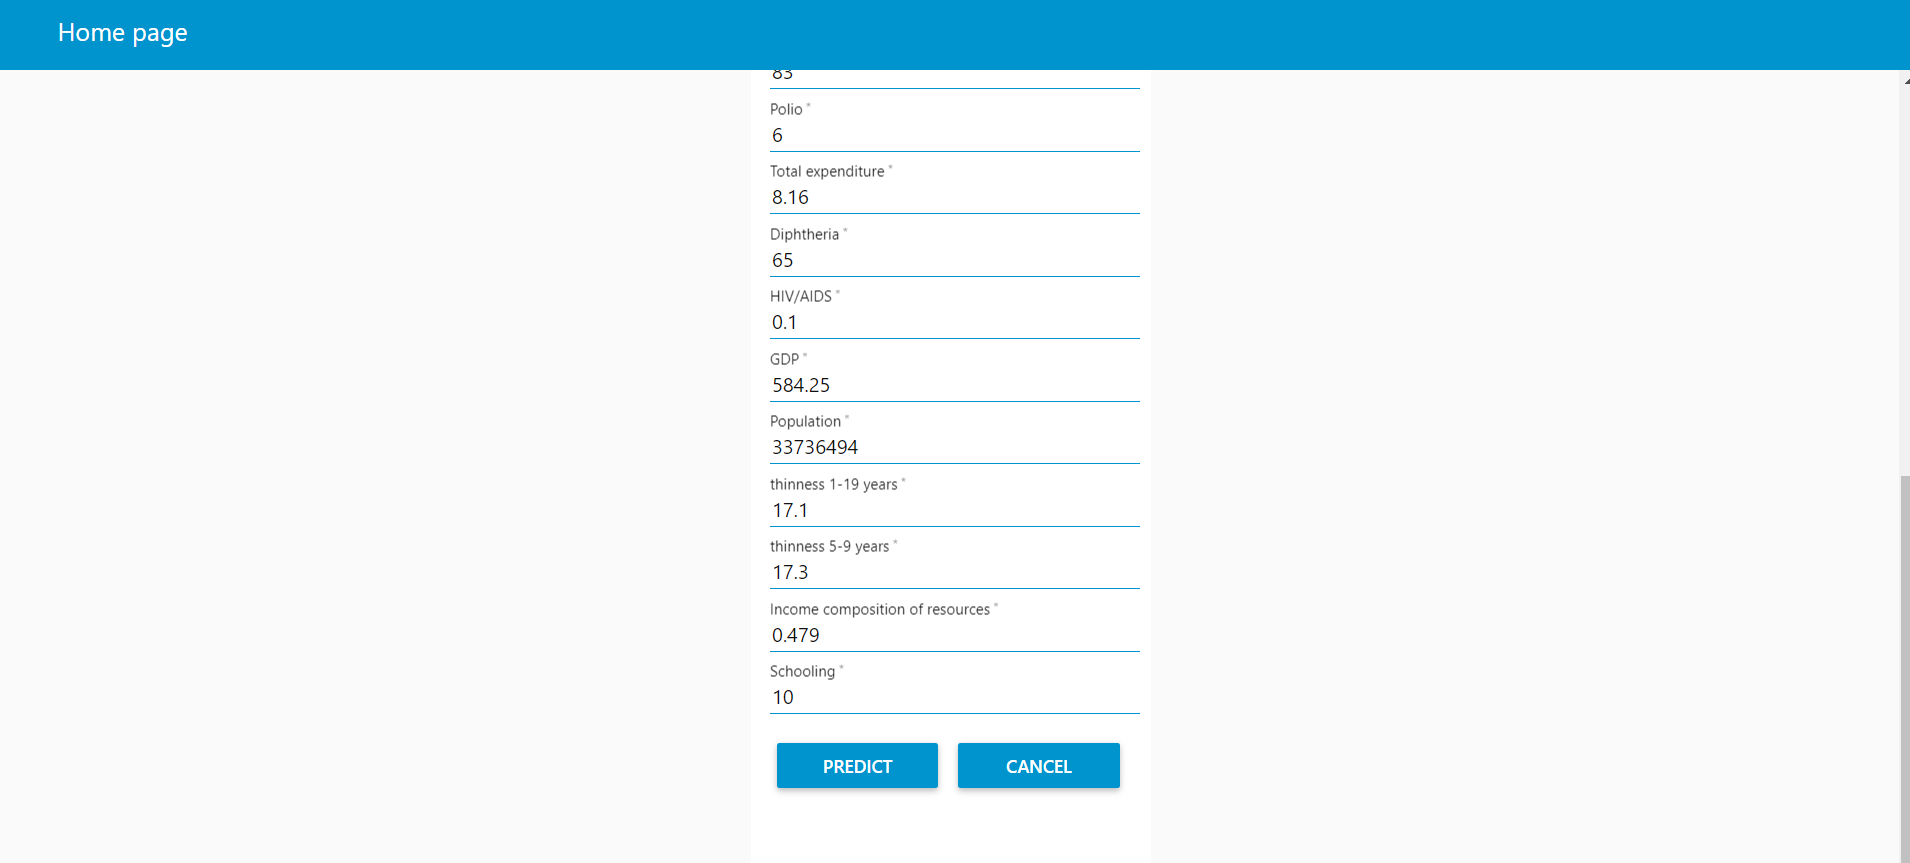 Home page
83
Polio *
6
Total expenditure *
8.16
Diphtheria *
65
HIV/AIDS *
0.1
GDP *
584.25
Population *
33736494
thinness 1-19 years *
17.1
thinness 5-9 years *
17.3
Income composition of resources *
0.479
Schooling *
10
PREDICT CANCEL